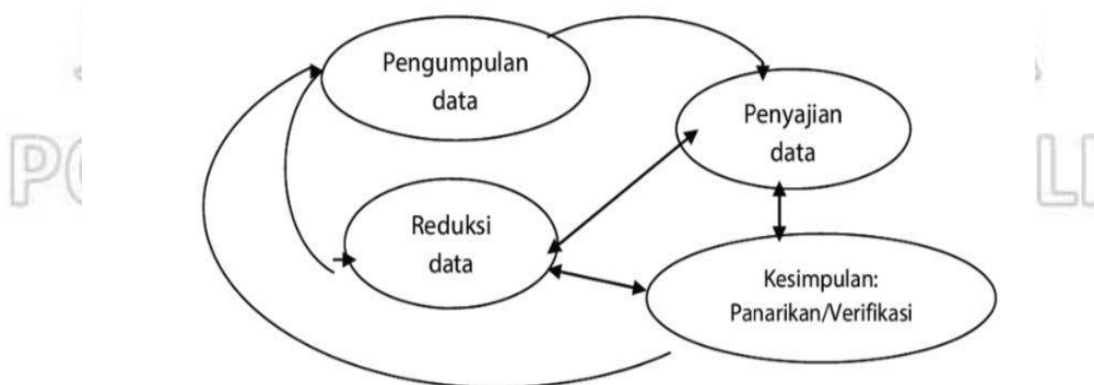 Pengumpulan
data
Penyajian
data
Reduksi
data
Kesimpulan:
Panarikan/Verifikasi